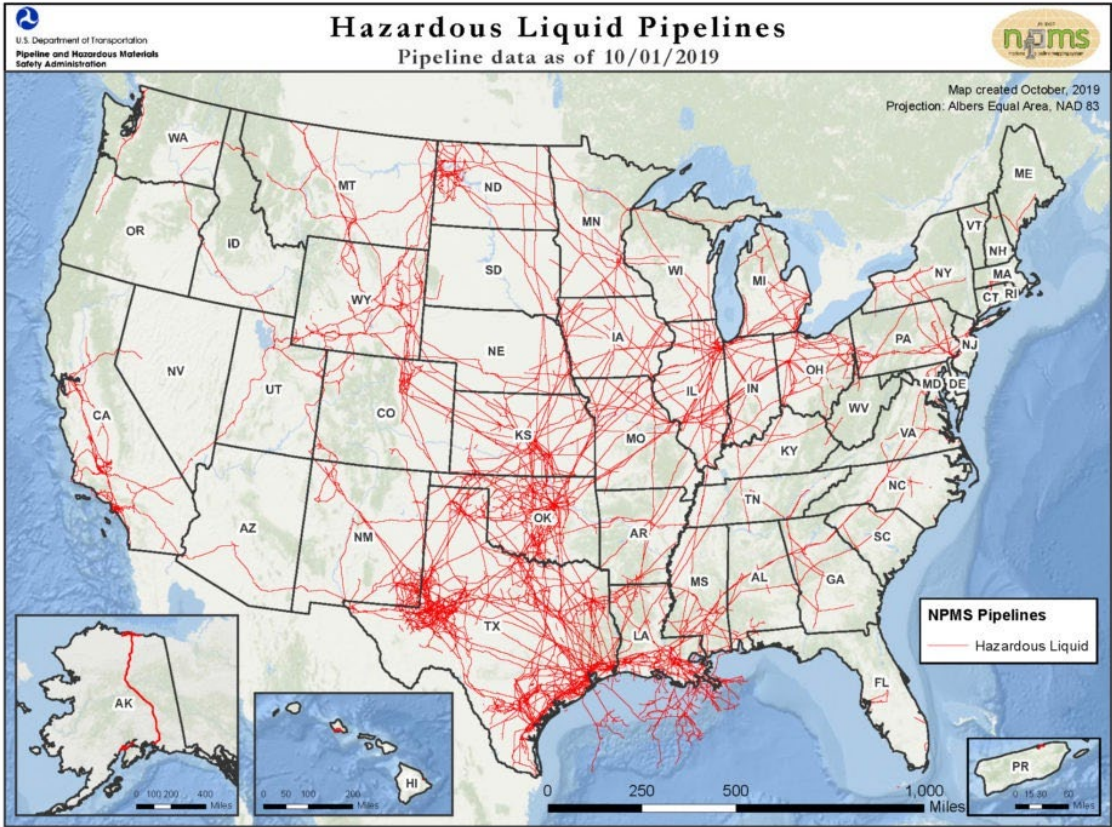 U.S. Department of Transportation
Pipeline and Hazardous Materials
Safety Administration
Hazardous Liquid Pipelines
Pipeline data as of 10/01/2019
npms
Map created October, 2019
Projection: Albers Equal Area, NAD 83
WA
MT
ND
MN
ME
OR
ID
SD
WI
MI
VT
NH
NY
MA
CT RI
WY
IA
NE
PA
NJ
NV
UT
CO
IL
IN
OH
MD DE
WV
CA
KS
MO
KY
VA
AZ
NM
OK
AR
TN
NC
SC
MS
AL
GA
TX
LA
FL
NPMS Pipelines
Hazardous Liquid
AK
0 100 200 400
Miles
HI
0 50 100 200
Miles
0 250 500 1,000
Miles
PR
0 15 30 60
Miles